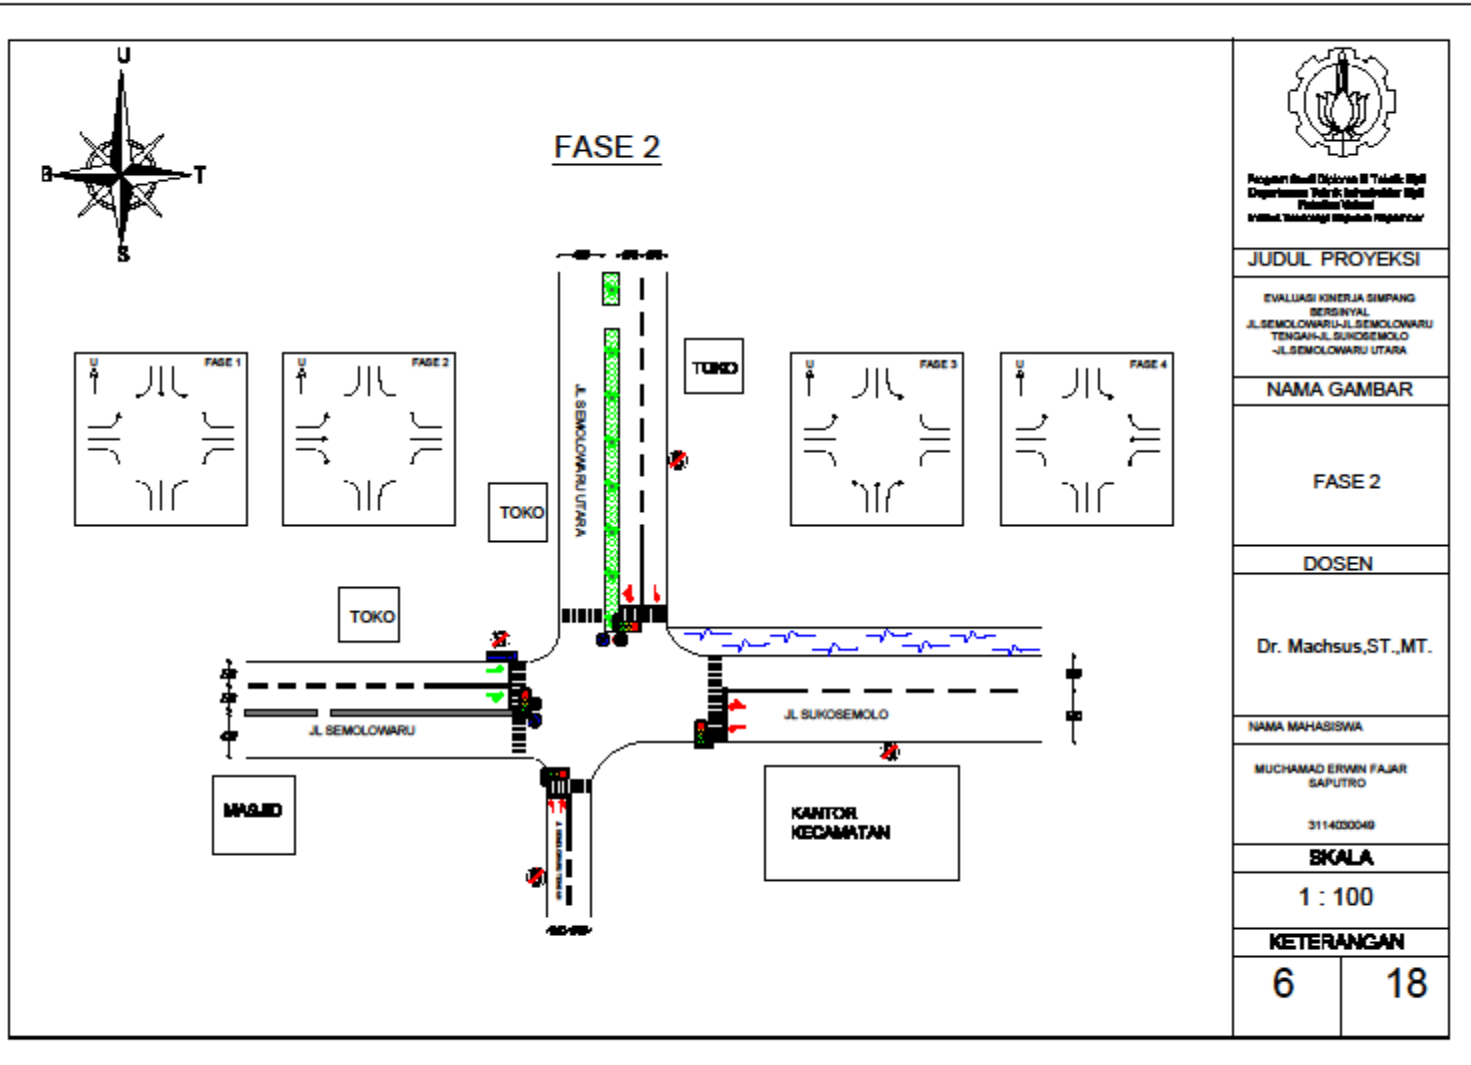 U
B
T
S
FASE 2
FASE 1
U
FASE 2
U
FASE 3
U
FASE 4
U
TOKO
TOKO
TOKO
JL SEMOLOWARU UTARA
JL SEMOLOWARU
JL SUKOSEMOLO
MASJID
KANTOR
KECAMATAN
JUDUL PROYEKSI
EVALUASI KINERJA SIMPANG
BERSINYAL
JL.SEMOLOWARU-JL.SEMOLOWARU
TENGAH-JL.SUKOSEMOLO
-JL.SEMOLOWARU UTARA
NAMA GAMBAR
FASE 2
DOSEN
Dr. Machsus,ST.,MT.
NAMA MAHASISWA
MUCHAMAD ERWIN FAJAR
SAPUTRO
3114030049
SKALA
1 : 100
KETERANGAN
6
18